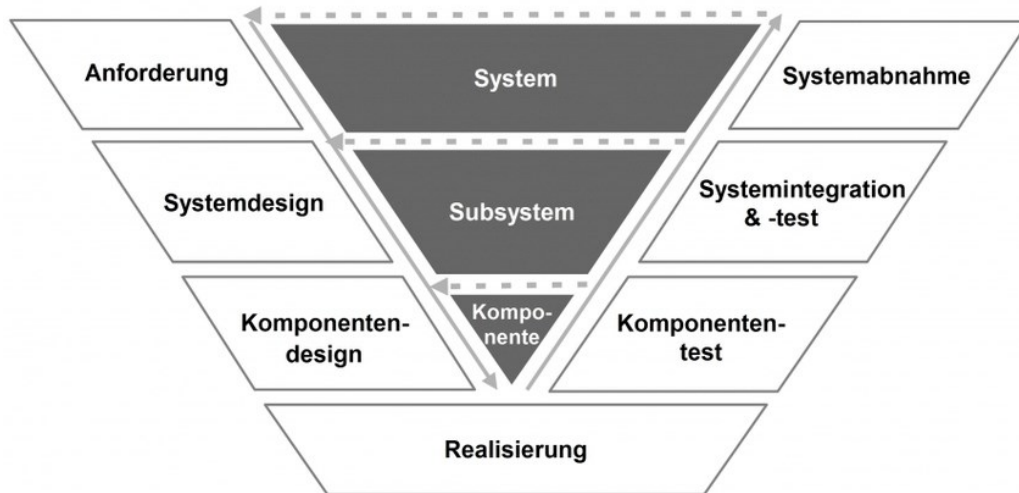 Anforderung
System
Systemabnahme
Systemdesign
Subsystem
Systemintegration
& -test
Komponenten-
design
Kompo-
nente
Komponenten-
test
Realisierung